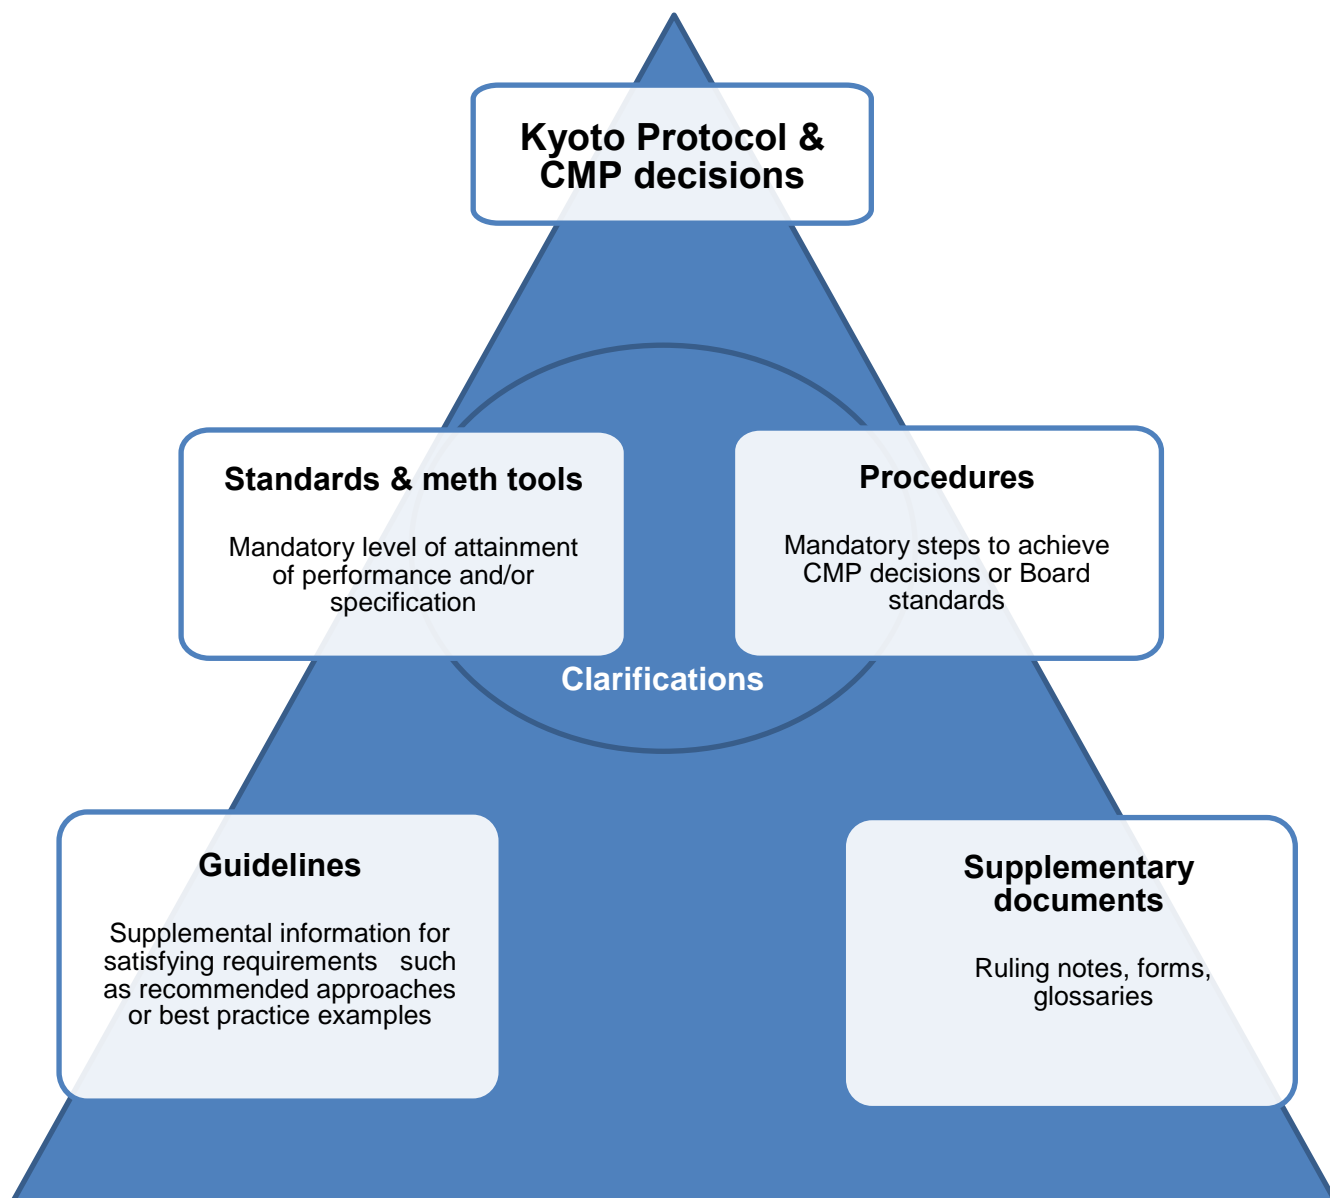 Kyoto Protocol &
CMP decisions
Standards & meth tools
Mandatory level of attainment
of performance and/or
specification
Procedures
Mandatory steps to achieve
CMP decisions or Board
standards
Clarifications
Guidelines
Supplemental information for
satisfying requirements such
as recommended approaches
or best practice examples
Supplementary
documents
Ruling notes, forms,
glossaries